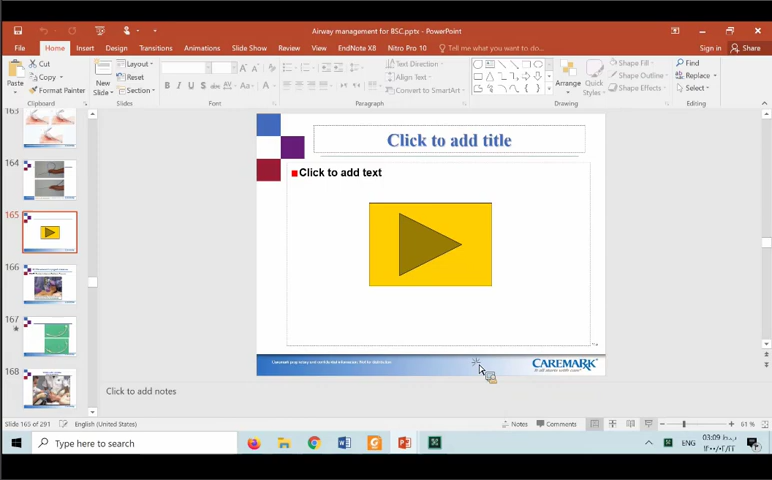 Airway management for BSC.pptx - PowerPoint
File Home Insert Design Transitions Animations Slide Show Review View EndNote X8 Nitro Pro 10 Tell me what you want to do... Sign in Share
Cut
Copy
Format Painter
Paste
Clipboard
New Slide
Layout
Reset
Section
Slides
Font
Text Direction
Align Text
Convert to SmartArt
Paragraph
Arrange
Quick Styles
Shape Fill
Shape Outline
Shape Effects
Drawing
Find
Replace
Select
Editing
163
164
165
166
167
168
Click to add title
Click to add text
CAREMARK
Click to add notes
Slide 165 of 291 English (United States) Notes Comments 61 %
Type here to search
ENG
03:09